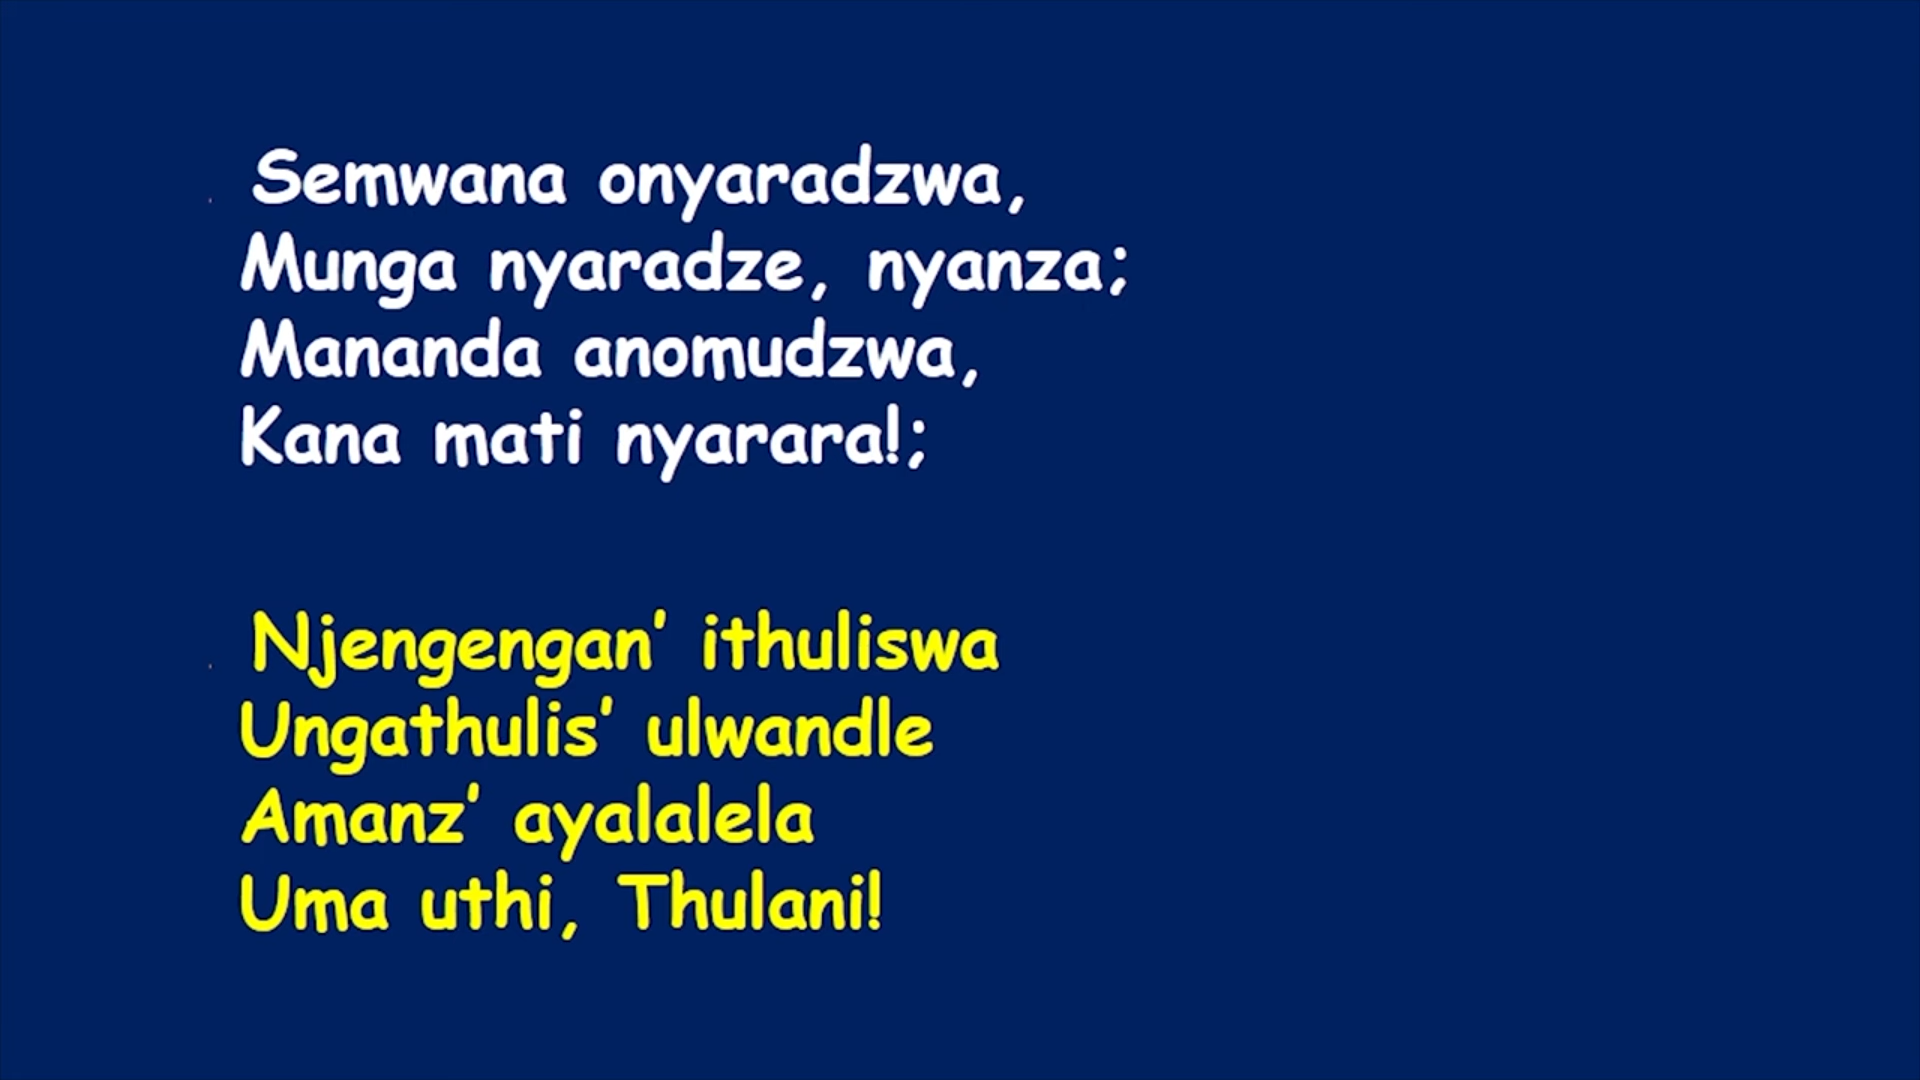 Semwana onyaradzwa,
Munga nyaradze, nyanza;
Mananda anomudzwa,
Kana mati nyarara!;
Njengengan’ ithuliswa
Ungathulis’ ulwandle
Amanz’ ayalalela
Uma uthi, Thulani!